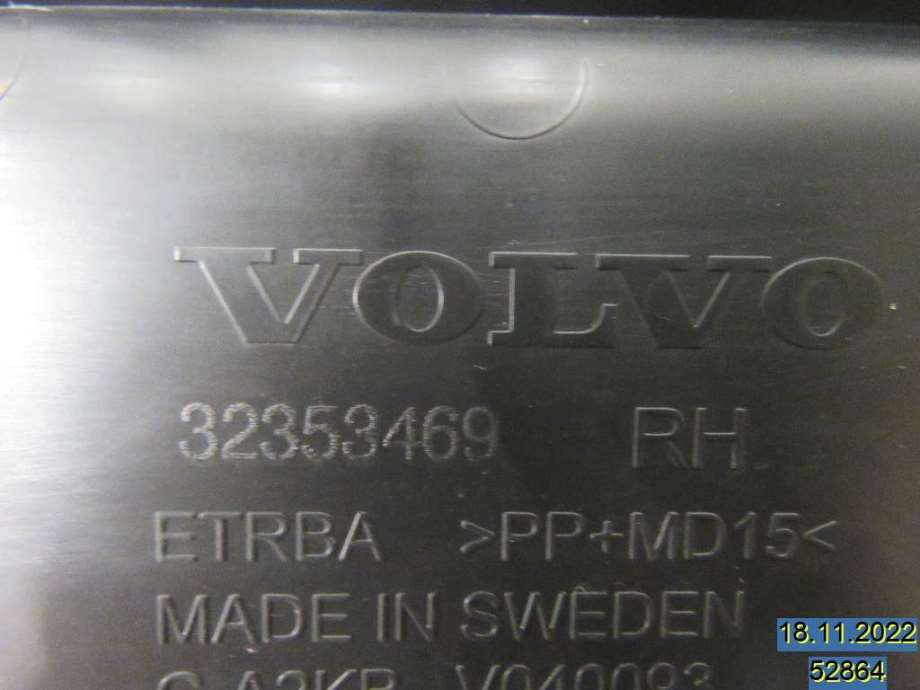 VOLVO
32353469 RH
ETRBA >PP+MD15<
MADE IN SWEDEN
18.11.2022
52864